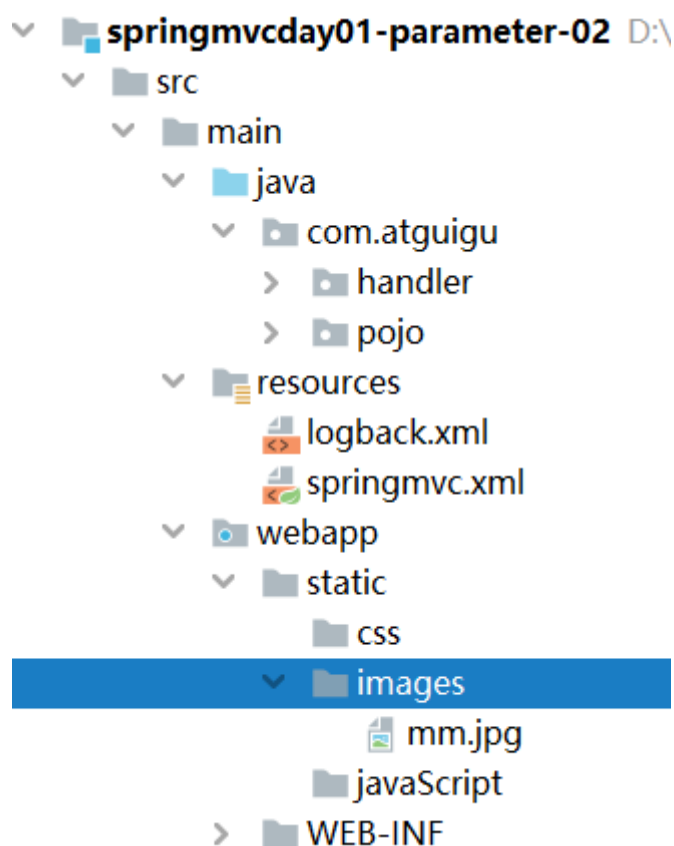 springmvcday01-parameter-02 D:\
src
main
java
com.atguigu
handler
pojo
resources
logback.xml
springmvc.xml
webapp
static
css
images
mm.jpg
javaScript
WEB-INF